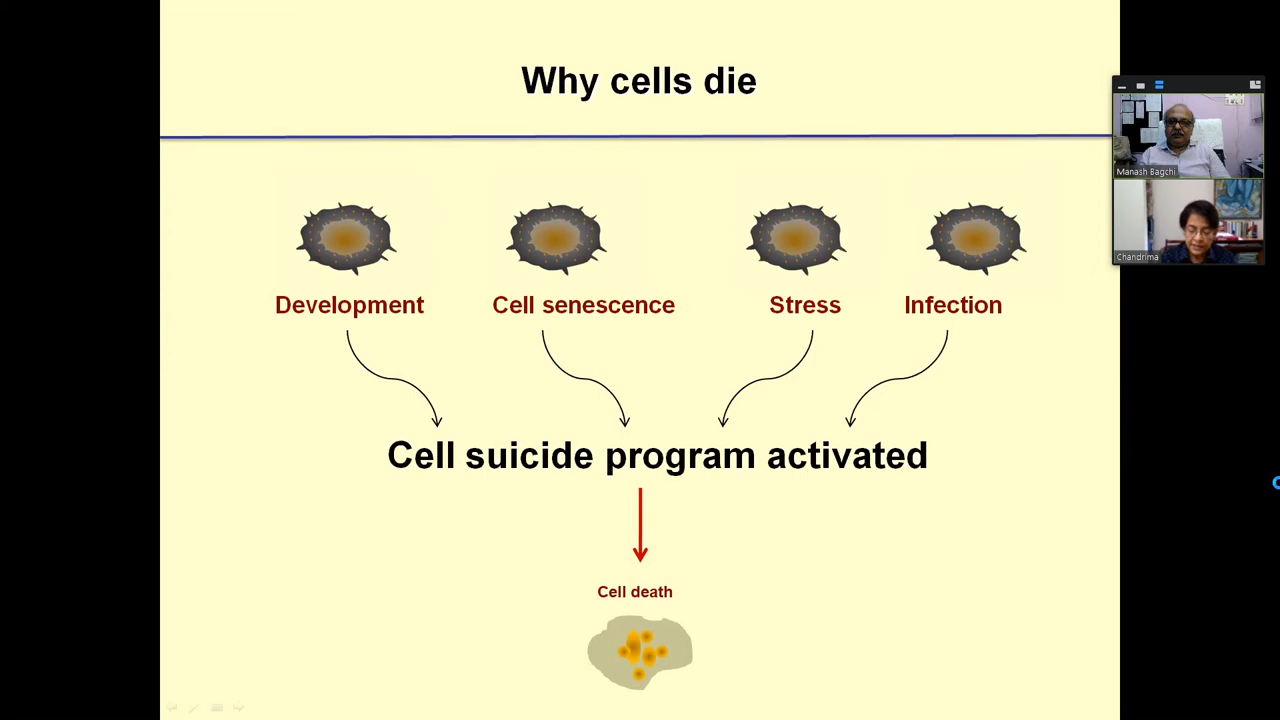 Why cells die
Development
Cell senescence
Stress
Infection
Cell suicide program activated
Cell death
Manash Bagchi
Chandrima